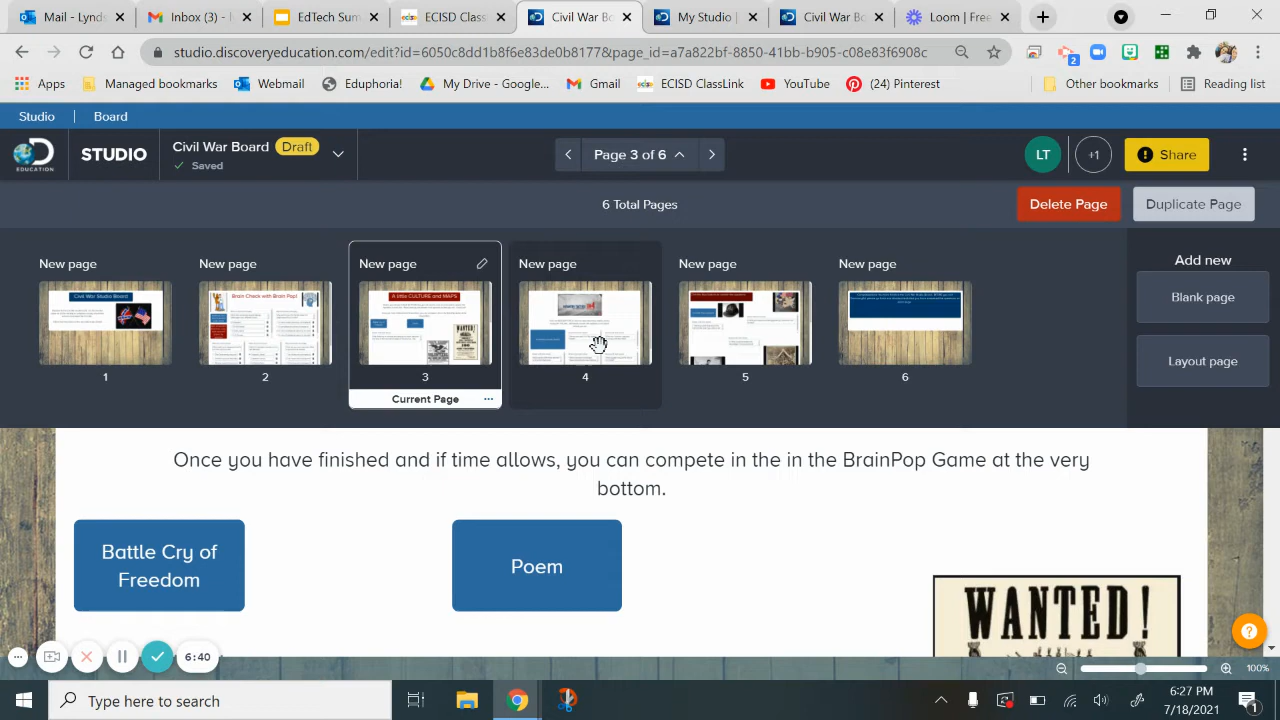 Mail - Lynds
Inbox (3) -
EdTech Sum
ECISD Class
Civil War Bo
My Studio |
Civil War Bo
Loom | Free
studio.discoveryeducation.com/edit?id=6050c8dd1b8f6e83de0b8177&page_id=a7a822bf-8850-41bb-b905-c08e83f6908c
2
Apps
Managed bookmarks
Webmail
Eduphoria!
My Drive - Google...
Gmail
ECISD ClassLink
YouTube
(24) Pinterest
Other bookmarks
Reading list
Studio
Board
EDUCATION
STUDIO
Civil War Board
Draft
Saved
Page 3 of 6
LT
+1
Share
6 Total Pages
Delete Page
Duplicate Page
New page
New page
New page
New page
New page
New page
Civil War Studio Board
Brain Check with Brain Pop!
A little CULTURE and MAPS
WANTED
1
2
3
4
5
6
Current Page
Add new
Blank page
Layout page
Once you have finished and if time allows, you can compete in the in the BrainPop Game at the very
bottom.
Battle Cry of
Freedom
Poem
WANTED!
6:40
100%
Type here to search
6:27 PM
7/18/2021
1